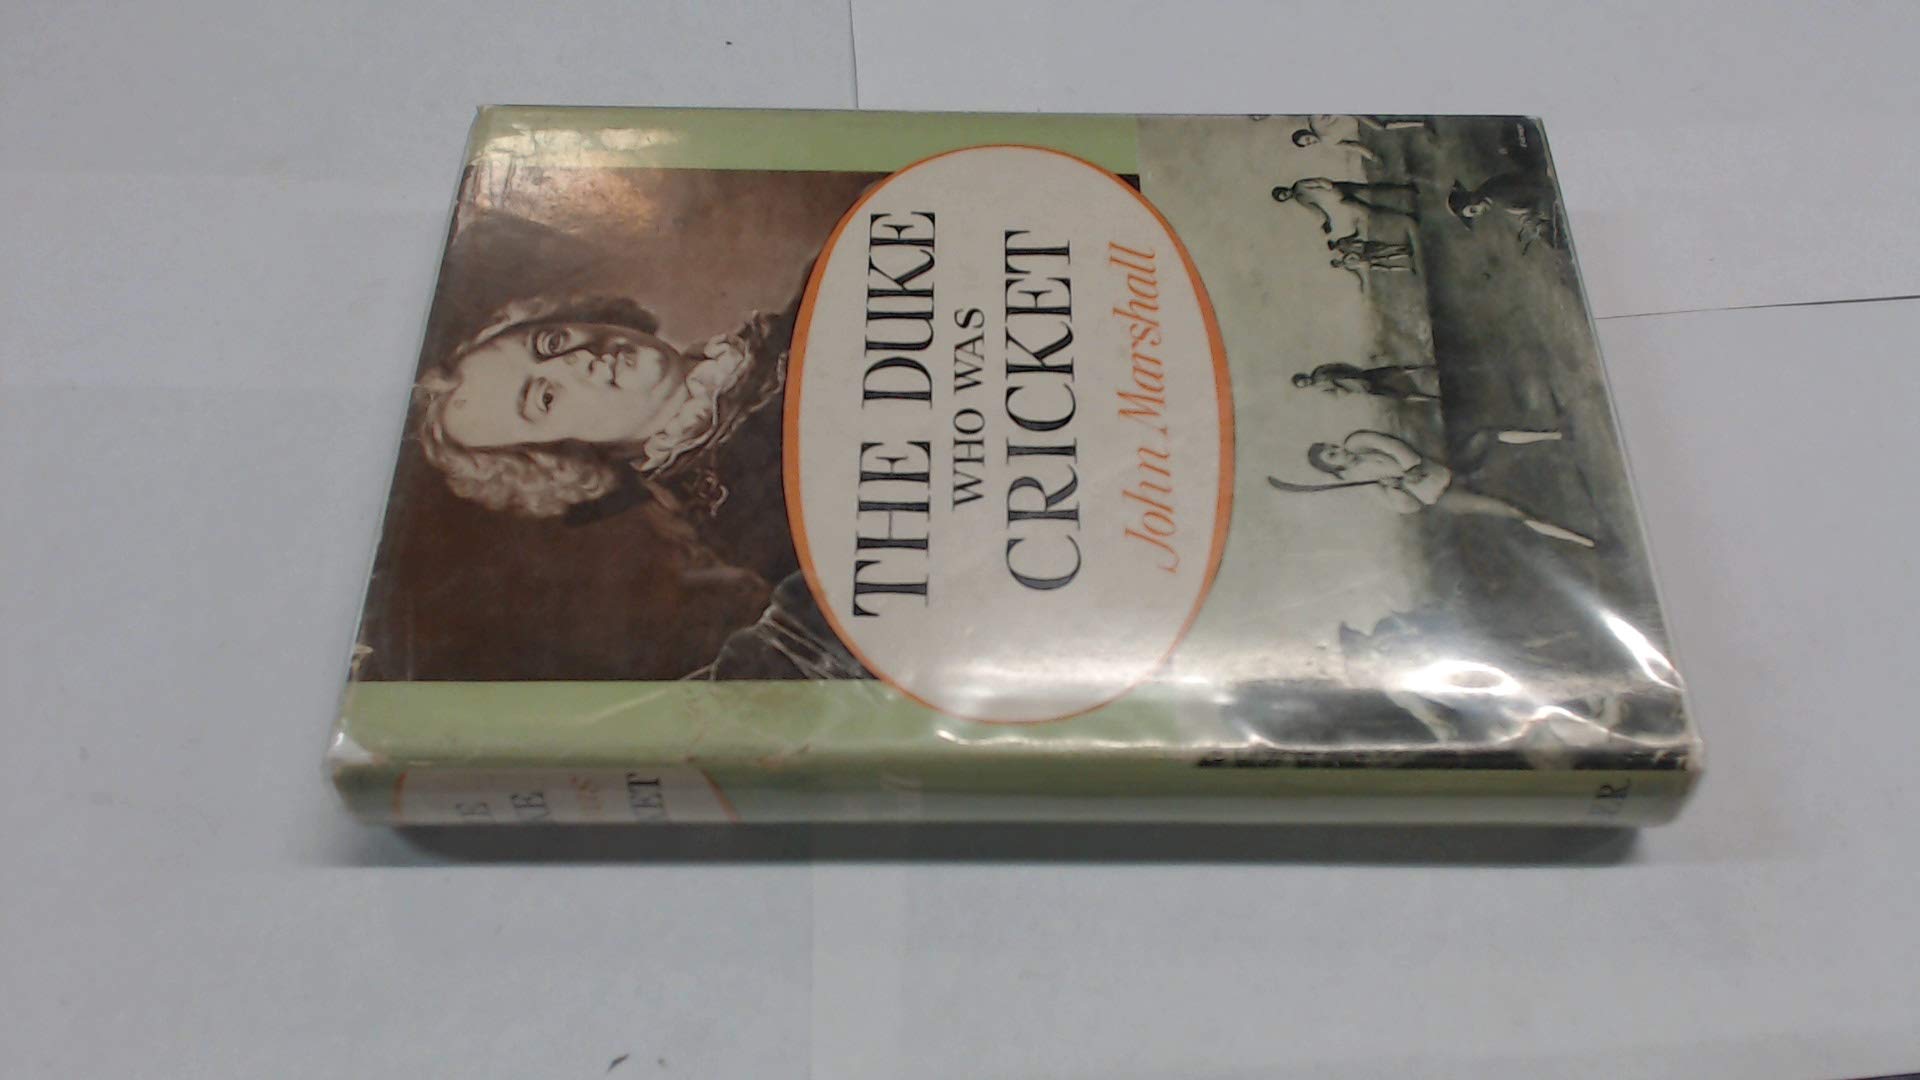 THE DUKE
WHO WAS
CRICKET
John Marshall